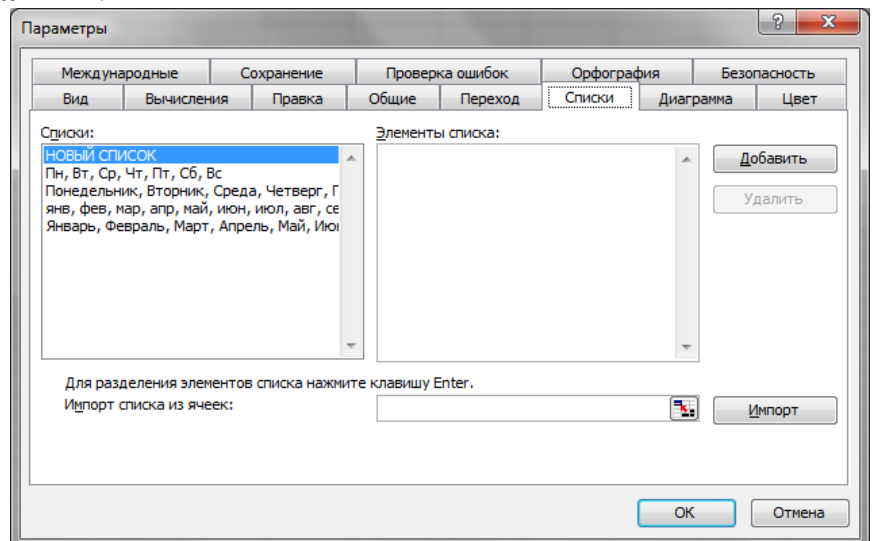 Параметры
Международные Сохранение Проверка ошибок Орфография Безопасность
Вид Вычисления Правка Общие Переход Списки Диаграмма Цвет
Списки: Элементы списка:
НОВЫЙ СПИСОК
Пн, Вт, Ср, Чт, Пт, Сб, Вс
Понедельник, Вторник, Среда, Четверг, П
янв, фев, мар, апр, май, июн, июл, авг, се
Январь, Февраль, Март, Апрель, Май, Июн
Добавить
Удалить
Для разделения элементов списка нажмите клавишу Enter.
Импорт списка из ячеек: Импорт
ОК Отмена